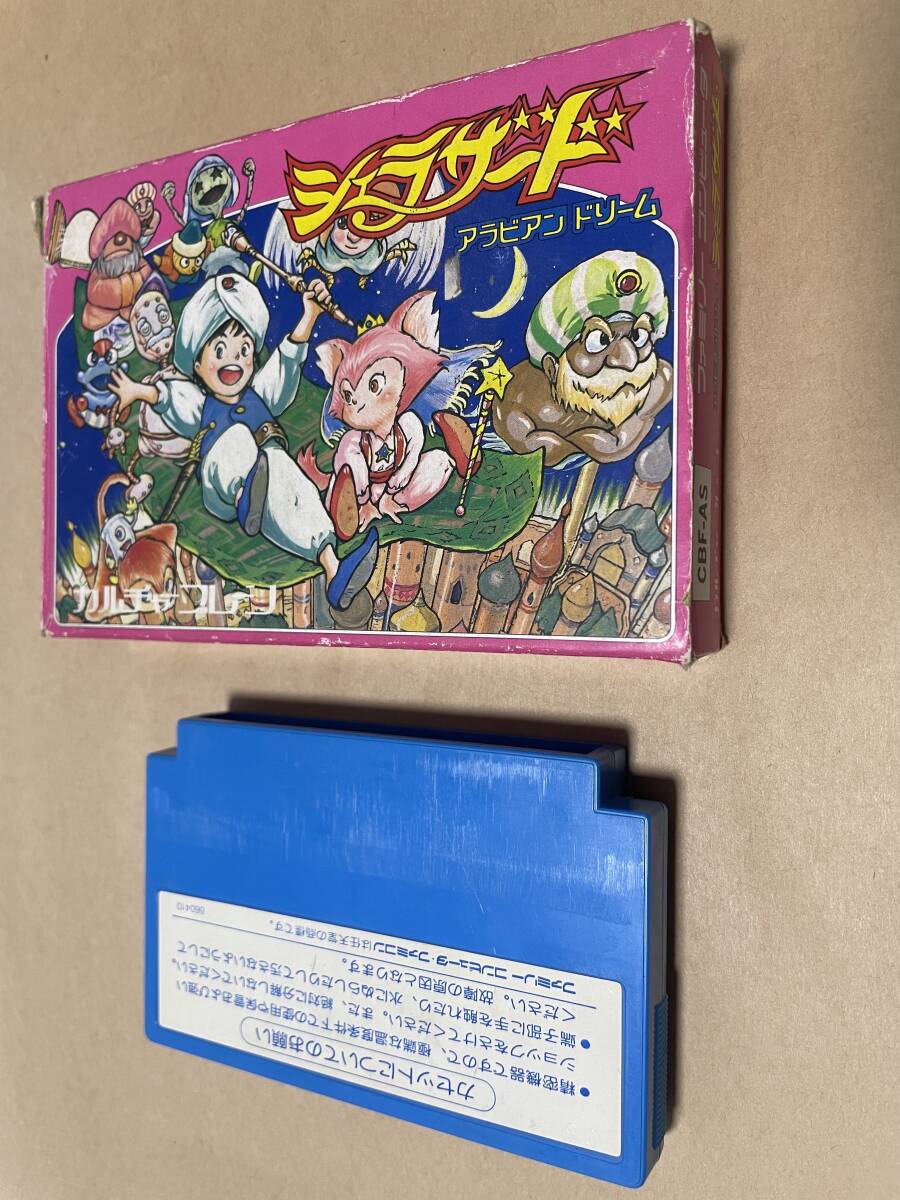 シェラザード
アラビアン ドリーム
カルチャーブレーン
CBF-AS
シェラザード
ファミリー コンピュータ
カセットについてのお願い
●精密機器ですので、極端な温度条件下での使用や保管および強い
ショックをさけてください。また、絶対に分解しないでください。
●端子部に手を触れたり、水にぬらしたりして汚さないようにして
ください。故障の原因となります。
ファミリー コンピュータ・ファミコンは任天堂の商標です。
860410